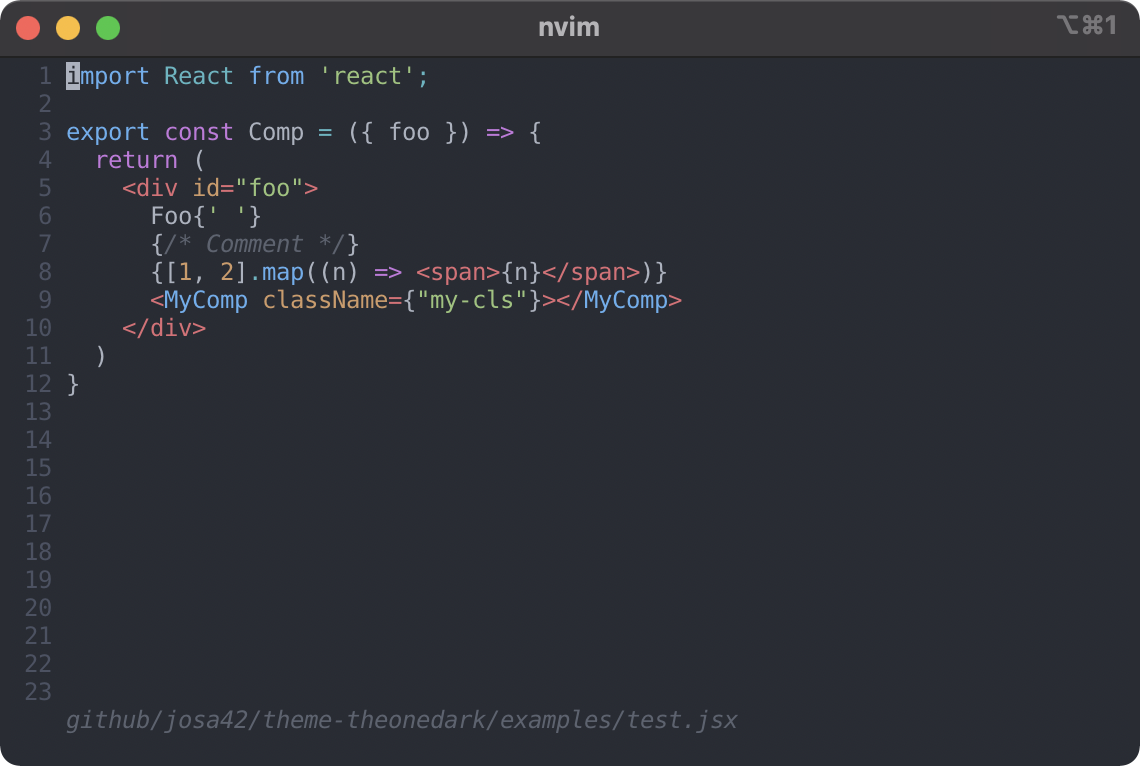 nvim ⌥⌘1
1 import React from 'react';
2
3 export const Comp = ({ foo }) => {
4   return (
5     <div id="foo">
6       Foo{' '}
7       {/* Comment */}
8       {[1, 2].map((n) => <span>{n}</span>)}
9       <MyComp className={"my-cls"}></MyComp>
10     </div>
11   )
12 }
13
14
15
16
17
18
19
20
21
22
23
github/josa42/theme-theonedark/examples/test.jsx